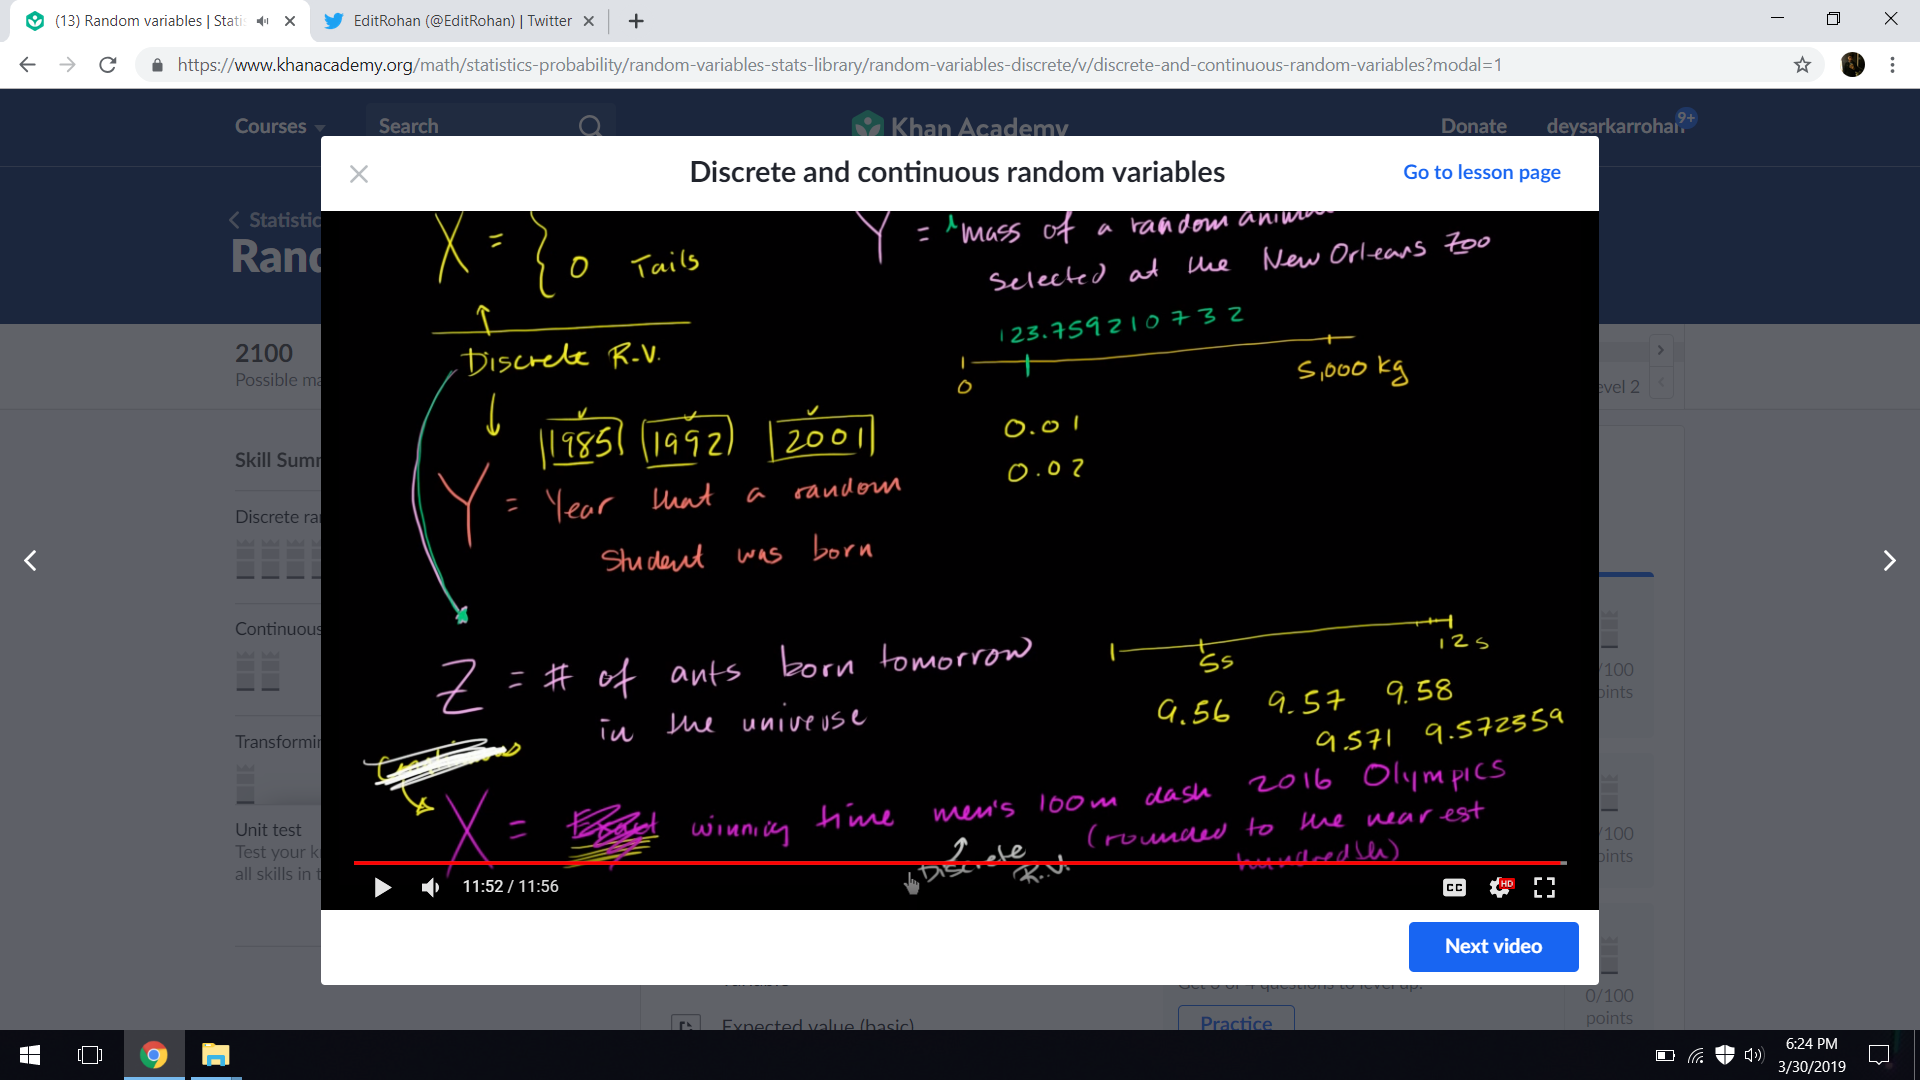 (13) Random variables | Stati
EditRohan (@EditRohan) | Twitter
https://www.khanacademy.org/math/statistics-probability/random-variables-stats-library/random-variables-discrete/v/discrete-and-continuous-random-variables?modal=1
Courses
Search
Khan Academy
Donate
deysarkarrohan
9+
Statistic
Rand
Discrete and continuous random variables
Go to lesson page
2100
Possible ma
evel 2
Skill Summ
Discrete ra
Continuous
Transformin
Unit test
Test your k
all skills in t
X = { 0 Tails
Discrete R.V.
1985 1992 2001
Y = Year that a random
student was born
Y = mass of a random anima
selected at the New Orleans Zoo
123.759210732
0
5,000 kg
0.01
0.02
Z = # of ants born tomorrow
in the universe
5s
12s
9.56 9.57 9.58
9.571 9.572359
X = winning time men's 100m dash 2016 Olympics
(rounded to the nearest
hundredth)
Discrete
R.V.
11:52 / 11:56
CC
HD
Next video
/100
oints
/100
oints
0/100
points
Expected value (basic)
Practice
6:24 PM
3/30/2019